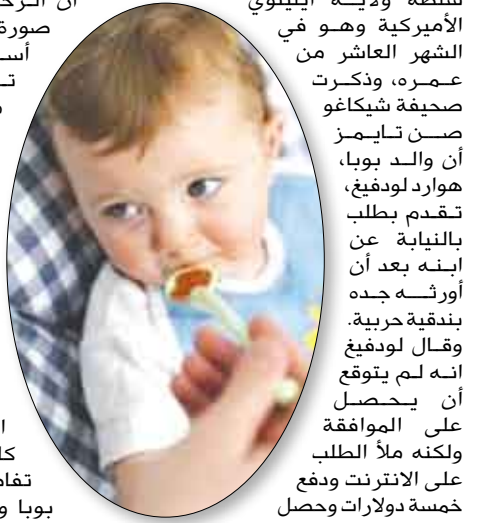 الأميركية وهو في
الشهر العاشر من
عمره، وذكرت
صحيفة شيكاغو
صن تايمز
أن والد بوبا،
هوارد لودفيغ،
تقدم بطلب
بالنيابة عن
ابنه بعد أن
أورثه جده
بندقية حربية.
وقال لودفيغ
انه لم يتوقع
أن يحصل
على الموافقة
ولكنه ملأ الطلب
على الانترنت ودفع
خمسة دولارات وحصل
صورة
بوبا و